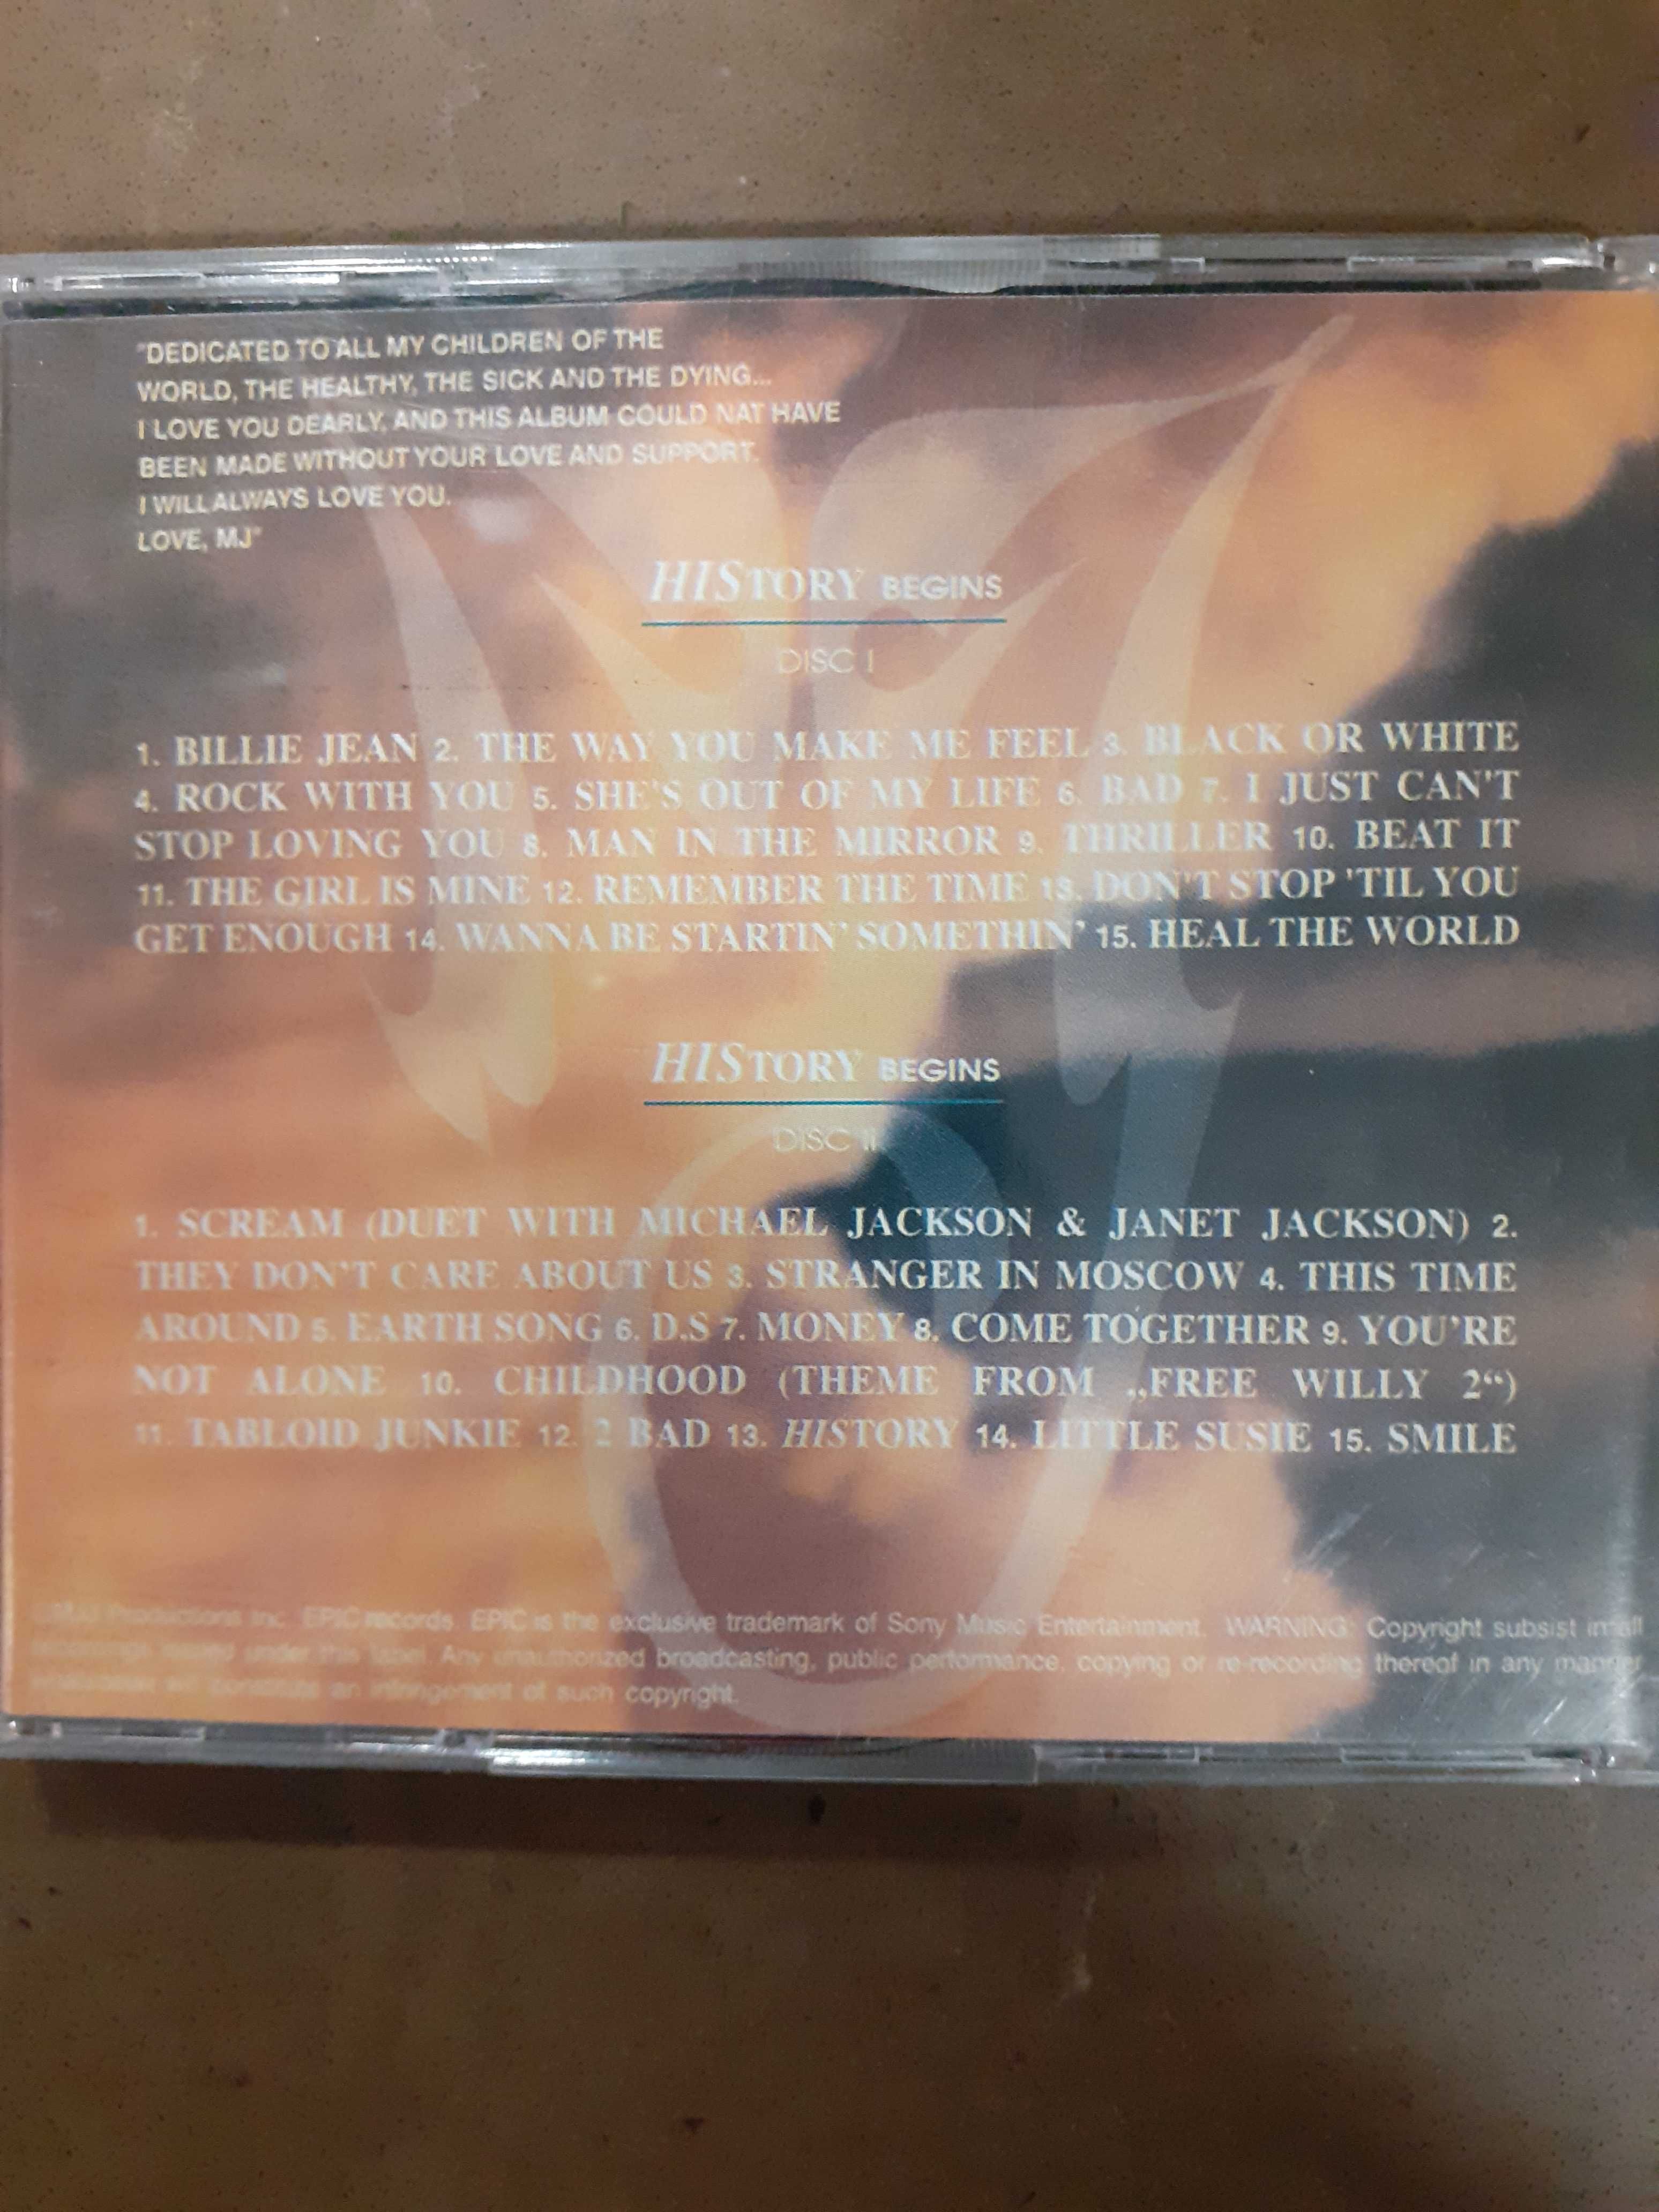 "DEDICATED TO ALL MY CHILDREN OF THE
WORLD, THE HEALTHY, THE SICK AND THE DYING...
I LOVE YOU DEARLY, AND THIS ALBUM COULD NAT HAVE
BEEN MADE WITHOUT YOUR LOVE AND SUPPORT.
I WILL ALWAYS LOVE YOU.
LOVE, MJ"
HISTORY BEGINS
DISC I
1. BILLIE JEAN 2. THE WAY YOU MAKE ME FEEL 3. BLACK OR WHITE
4. ROCK WITH YOU 5. SHE'S OUT OF MY LIFE 6. BAD 7. I JUST CAN'T
STOP LOVING YOU 8. MAN IN THE MIRROR 9. THRILLER 10. BEAT IT
11. THE GIRL IS MINE 12. REMEMBER THE TIME 13. DON'T STOP 'TIL YOU
GET ENOUGH 14. WANNA BE STARTIN' SOMETHIN' 15. HEAL THE WORLD
HISTORY BEGINS
DISC II
1. SCREAM (DUET WITH MICHAEL JACKSON & JANET JACKSON) 2.
THEY DON'T CARE ABOUT US 3. STRANGER IN MOSCOW 4. THIS TIME
AROUND 5. EARTH SONG 6. D.S 7. MONEY 8. COME TOGETHER 9. YOU'RE
NOT ALONE 10. CHILDHOOD (THEME FROM „FREE WILLY 2“)
11. TABLOID JUNKIE 12. 2 BAD 13. HISTORY 14. LITTLE SUSIE 15. SMILE
Productions Inc. EPIC records. EPIC is the exclusive trademark of Sony Music Entertainment. WARNING: Copyright subsist in all
under this label. Any unauthorized broadcasting, public performance, copying or re-recording thereof in any manner
constitute an infringement of such copyright.